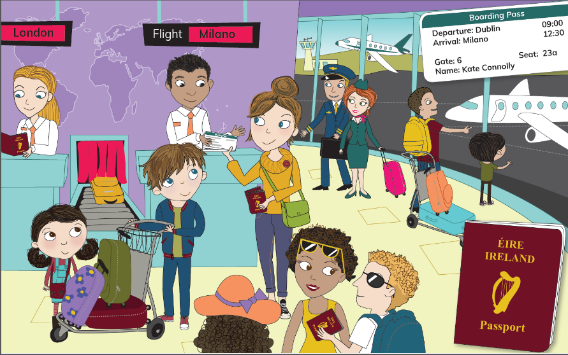 London
Flight Milano
Boarding Pass
Departure: Dublin 09:00
Arrival: Milano 12:30
Gate: 6 Seat: 23a
Name: Kate Connolly
ÉIRE
IRELAND
Passport